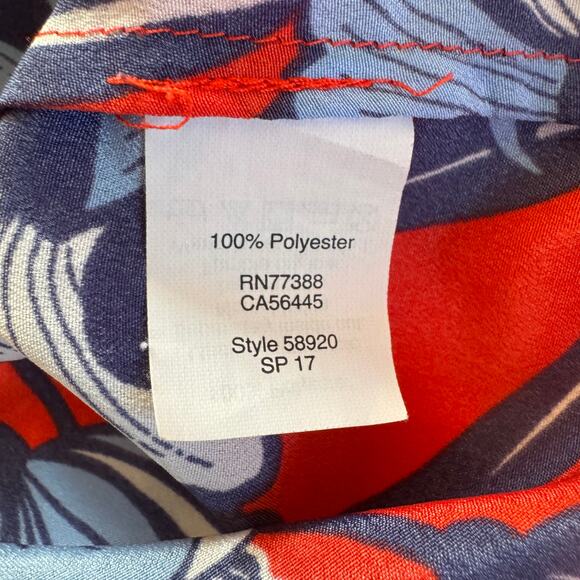 100% Polyester
RN77388
CA56445
Style 58920
SP 17